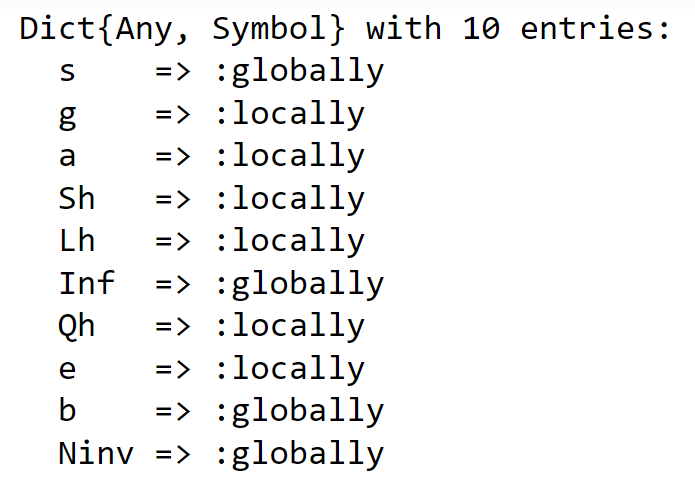 Dict{Any, Symbol} with 10 entries:
  s    => :globally
  g    => :locally
  a    => :locally
  Sh   => :locally
  Lh   => :locally
  Inf  => :globally
  Qh   => :locally
  e    => :locally
  b    => :globally
  Ninv => :globally